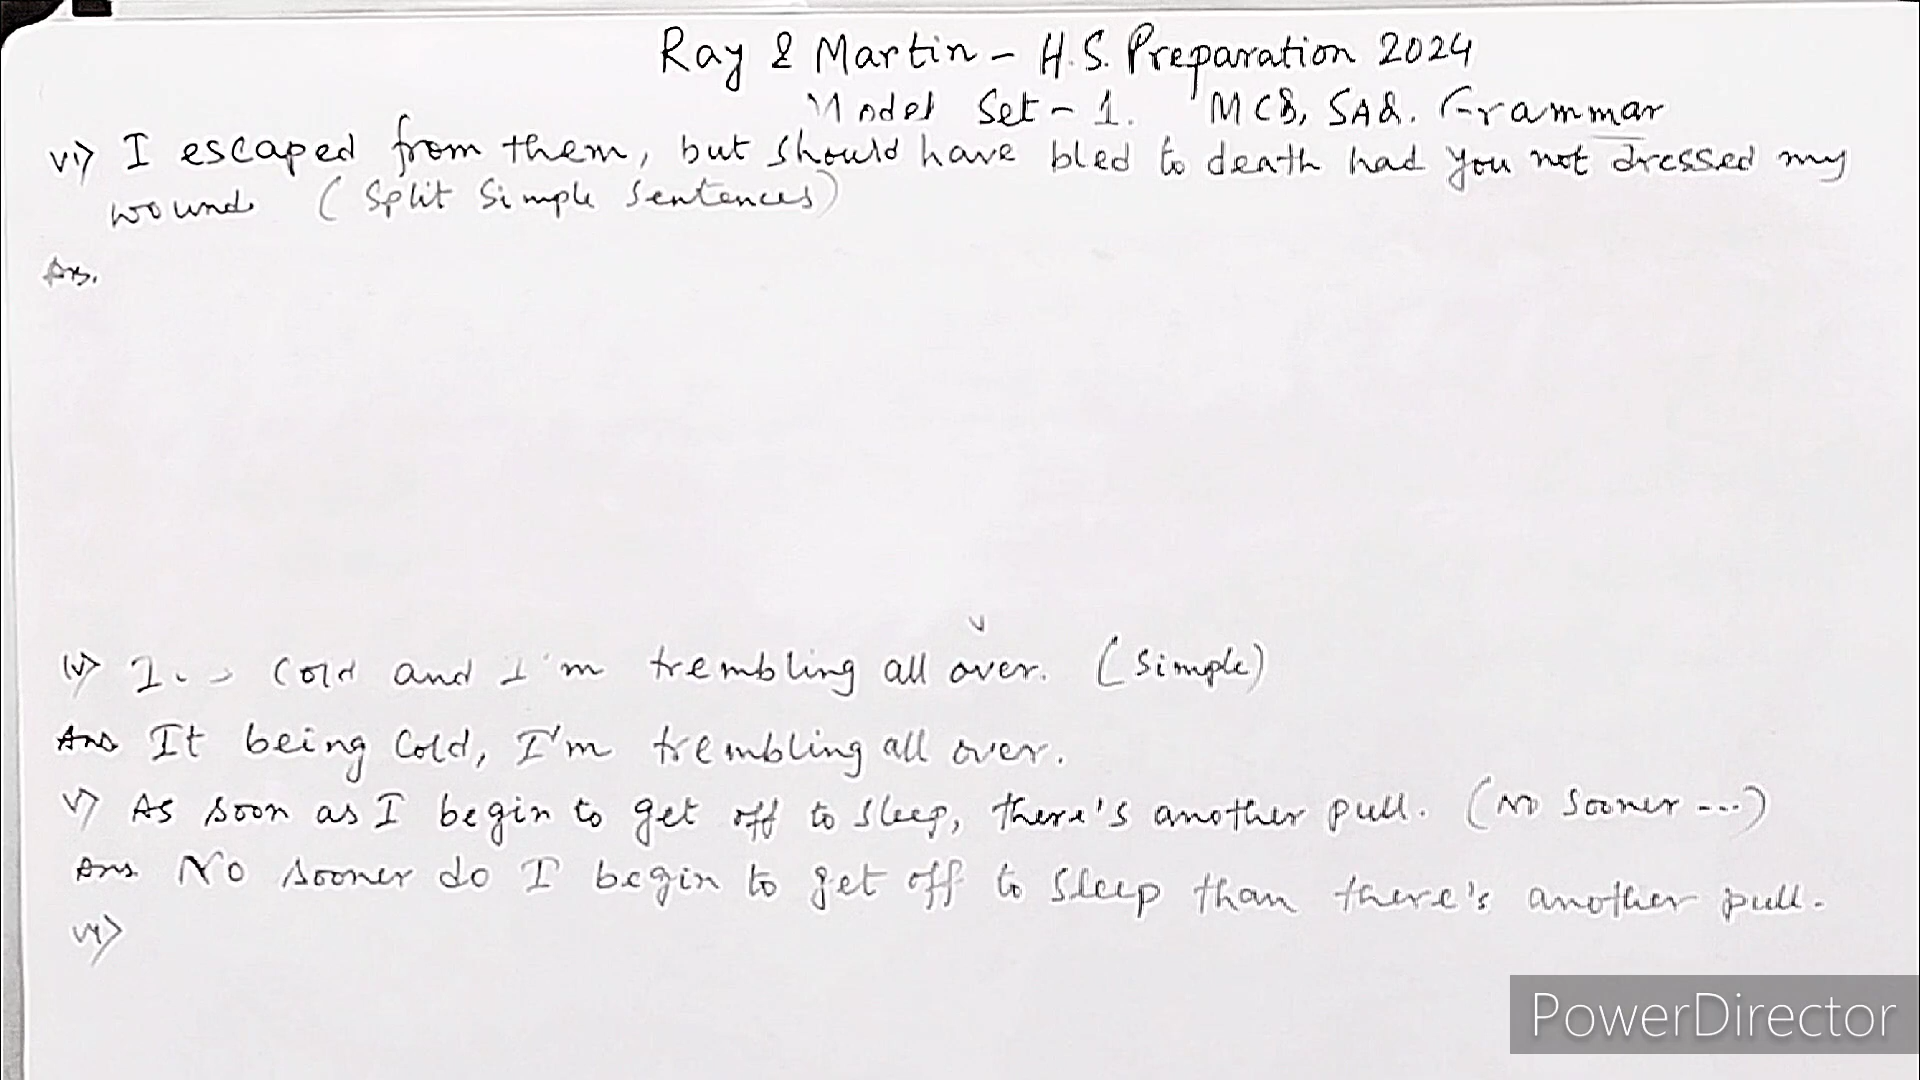 Ray & Martin - H.S. Preparation 2024
Model Set - 1. MCQ, SAQ. Grammar
vi) I escaped from them, but should have bled to death had you not dressed my
wound. (Split Simple Sentences)
Ans.
iv) cold and I'm trembling all over. (Simple)
Ans It being Cold, I'm trembling all over.
v) As soon as I begin to get off to sleep, there's another pull. (No sooner ---)
Ans. No sooner do I begin to get off to sleep than there's another pull.
vi)
PowerDirector